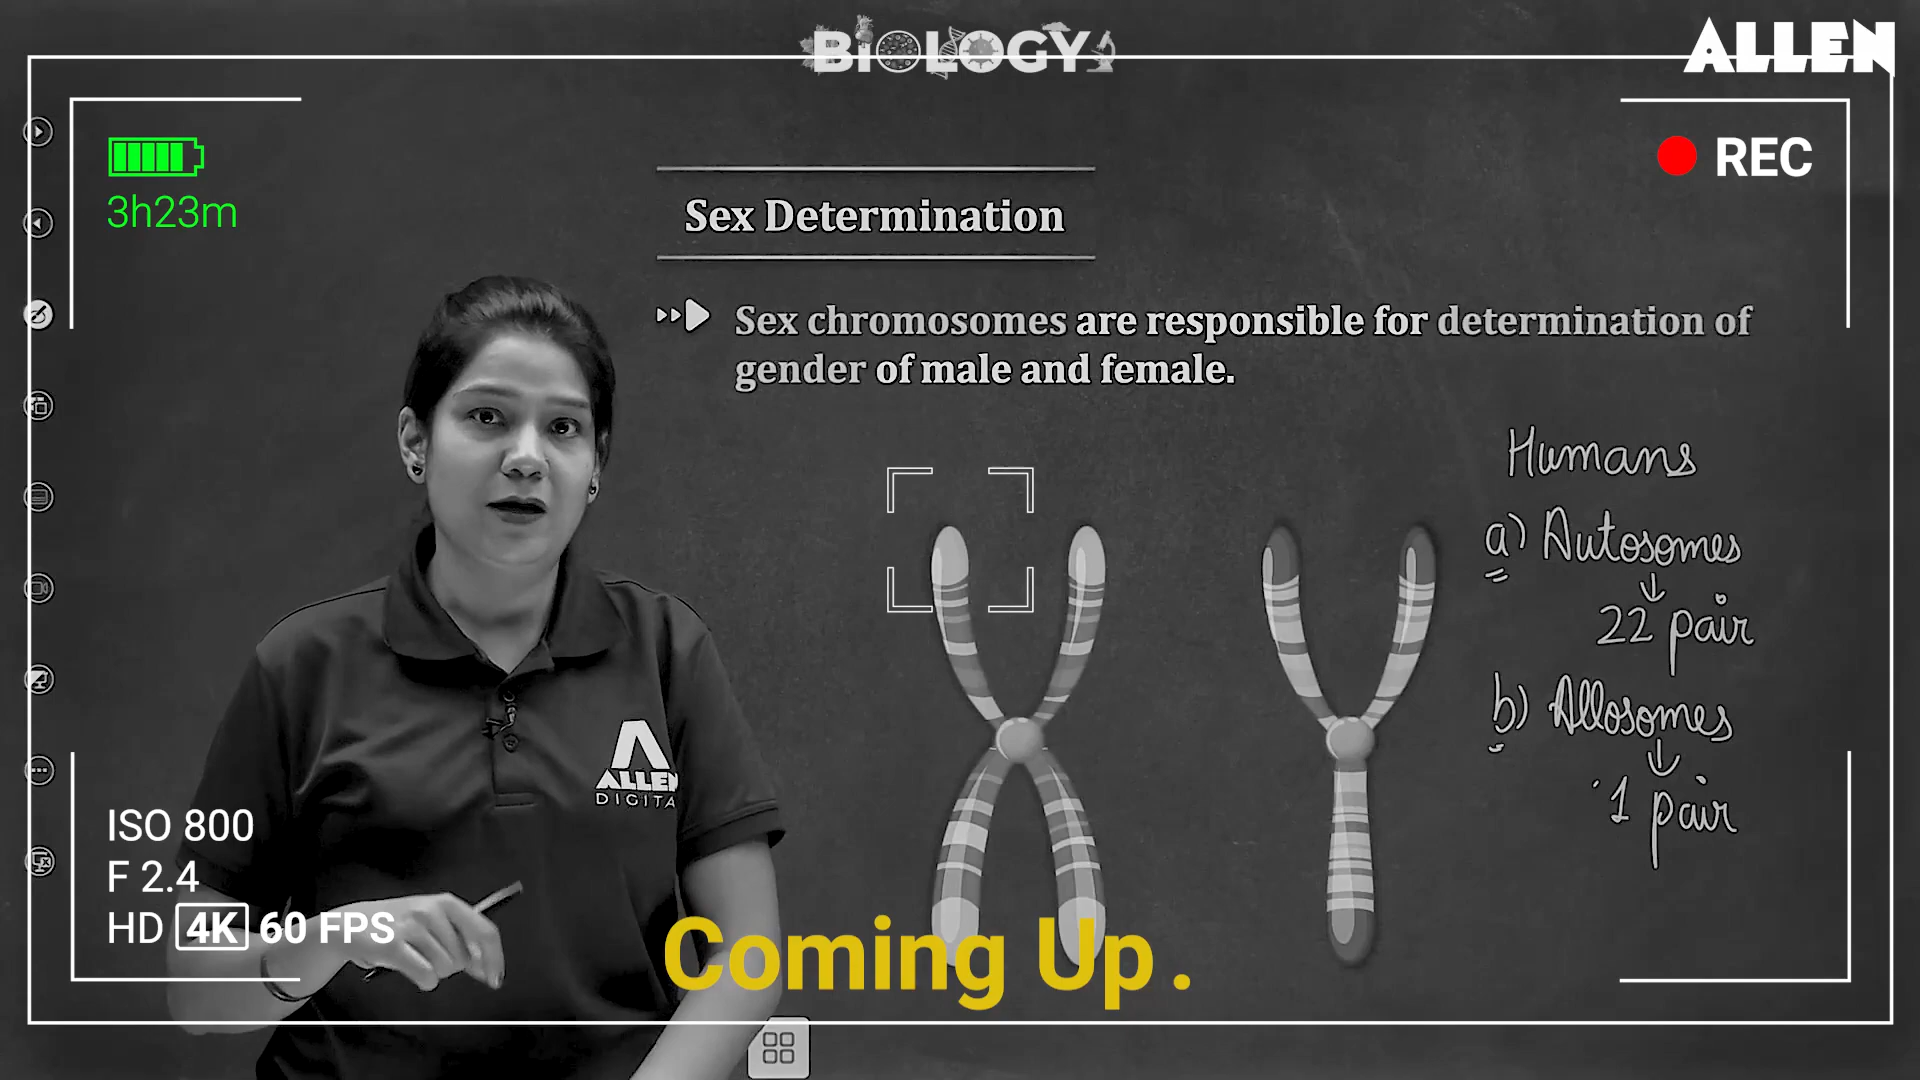 BIOLOGY
ALLEN
3h23m
REC
Sex Determination
Sex chromosomes are responsible for determination of
gender of male and female.
Humans
a) Autosomes
22 pair
b) Allosomes
1 pair
ALLEN
DIGITA
ISO 800
F 2.4
HD 4K 60 FPS
Coming Up.